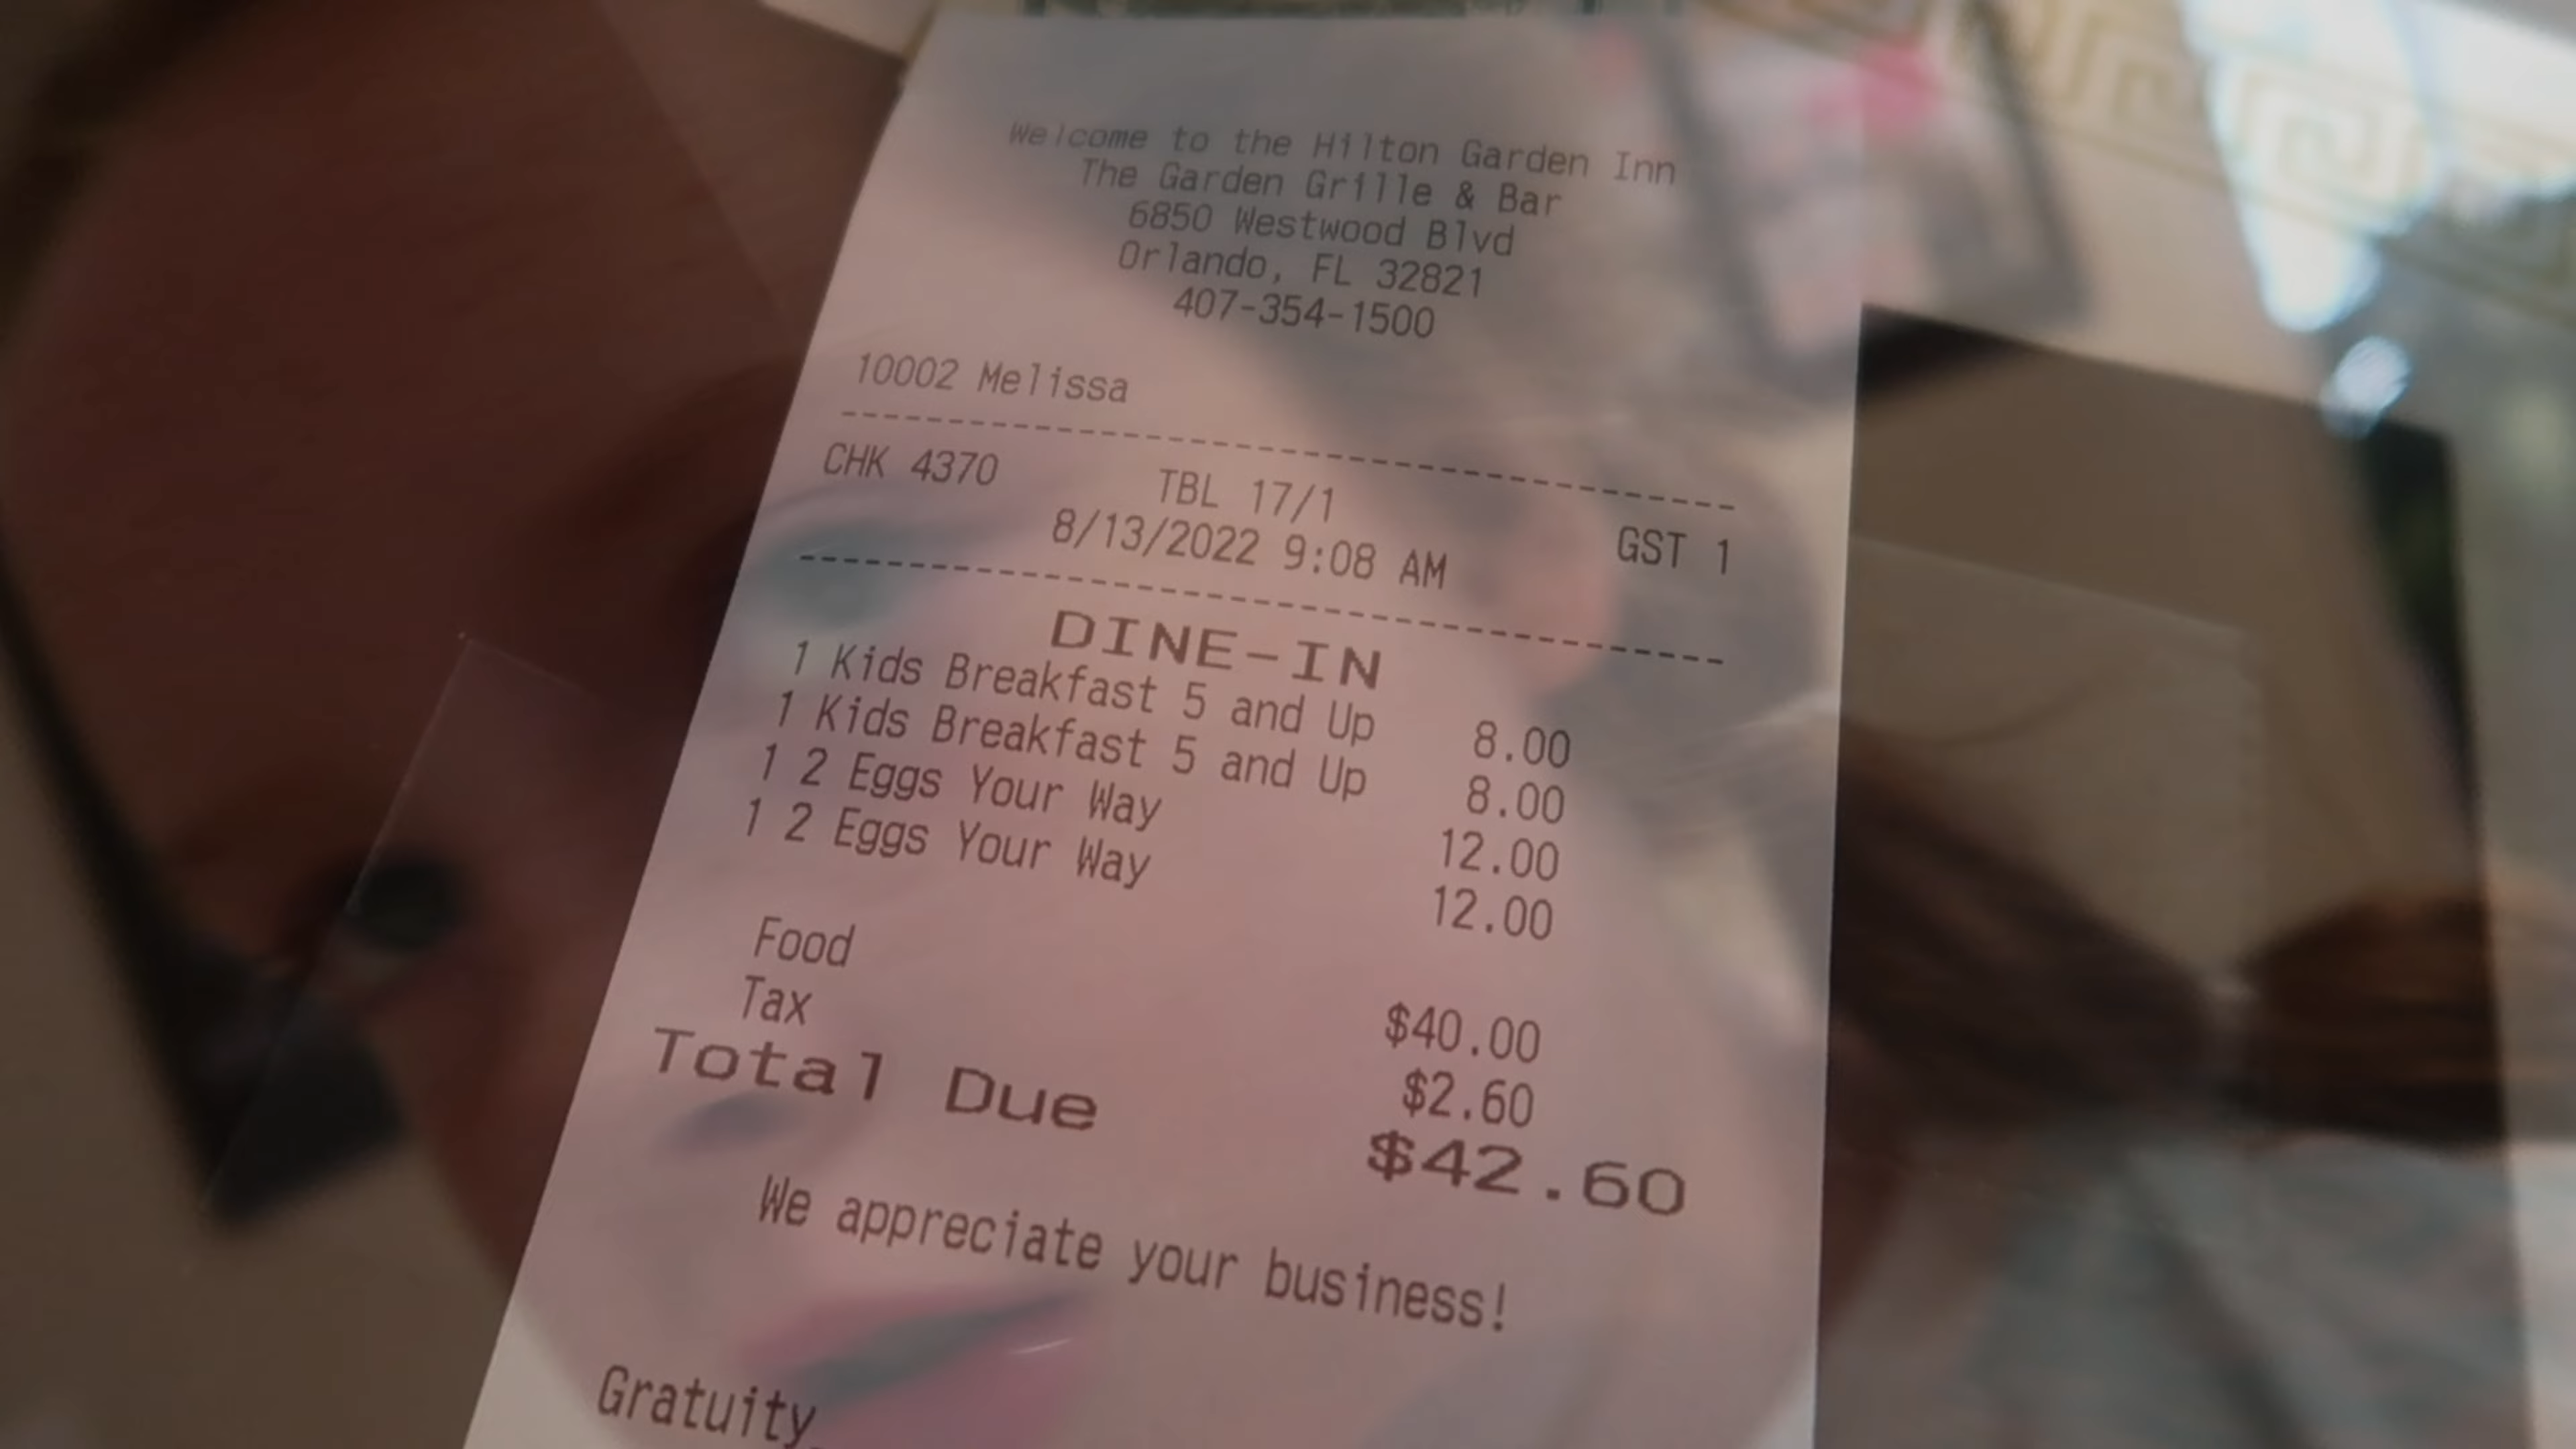 Welcome to the Hilton Garden Inn
The Garden Grille & Bar
6850 Westwood Blvd
Orlando, FL 32821
407-354-1500
10002 Melissa
--------------------------------------
CHK 4370 TBL 17/1 GST 1
8/13/2022 9:08 AM
--------------------------------------
DINE-IN
1 Kids Breakfast 5 and Up 8.00
1 Kids Breakfast 5 and Up 8.00
1 2 Eggs Your Way 12.00
1 2 Eggs Your Way 12.00
Food $40.00
Tax $2.60
Total Due $42.60
We appreciate your business!
Gratuity